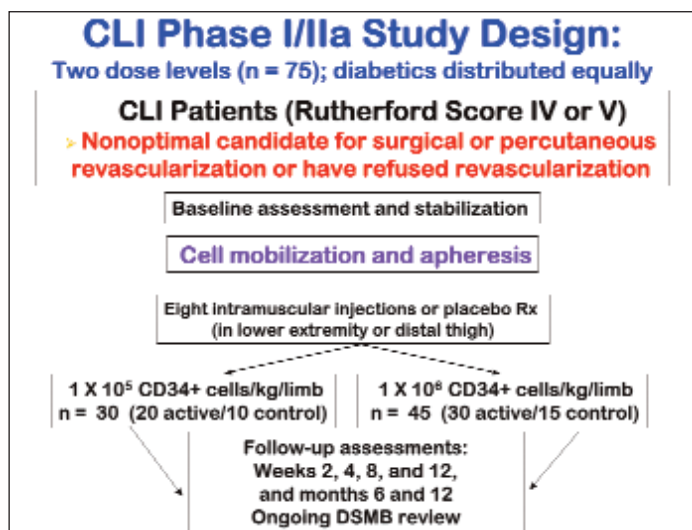 CLI Phase I/IIa Study Design:
Two dose levels (n = 75); diabetics distributed equally
CLI Patients (Rutherford Score IV or V)
➢ Nonoptimal candidate for surgical or percutaneous
revascularization or have refused revascularization
Baseline assessment and stabilization
Cell mobilization and apheresis
Eight intramuscular injections or placebo Rx
(in lower extremity or distal thigh)
1 X 10⁵ CD34+ cells/kg/limb
n = 30 (20 active/10 control)
1 X 10⁶ CD34+ cells/kg/limb
n = 45 (30 active/15 control)
Follow-up assessments:
Weeks 2, 4, 8, and 12,
and months 6 and 12
Ongoing DSMB review